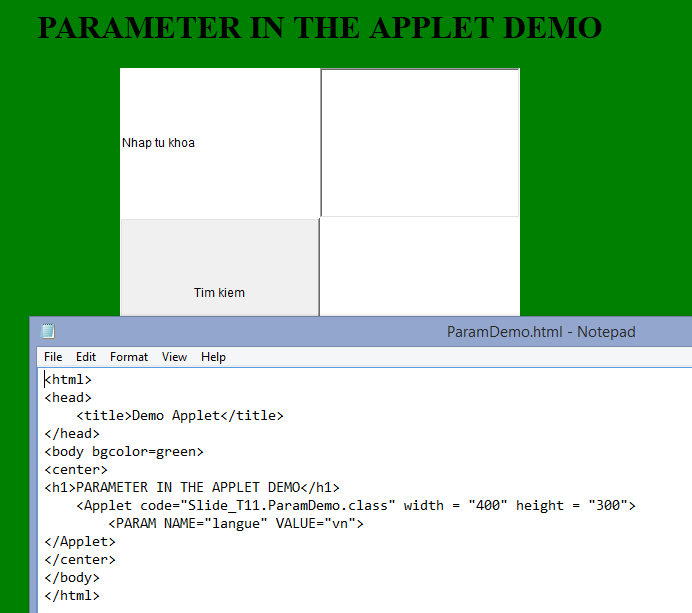 PARAMETER IN THE APPLET DEMO
Nhap tu khoa
Tim kiem
ParamDemo.html - Notepad
File Edit Format View Help
<html>
<head>
    <title>Demo Applet</title>
</head>
<body bgcolor=green>
<center>
<h1>PARAMETER IN THE APPLET DEMO</h1>
    <Applet code="Slide_T11.ParamDemo.class" width = "400" height = "300">
        <PARAM NAME="langue" VALUE="vn">
</Applet>
</center>
</body>
</html>